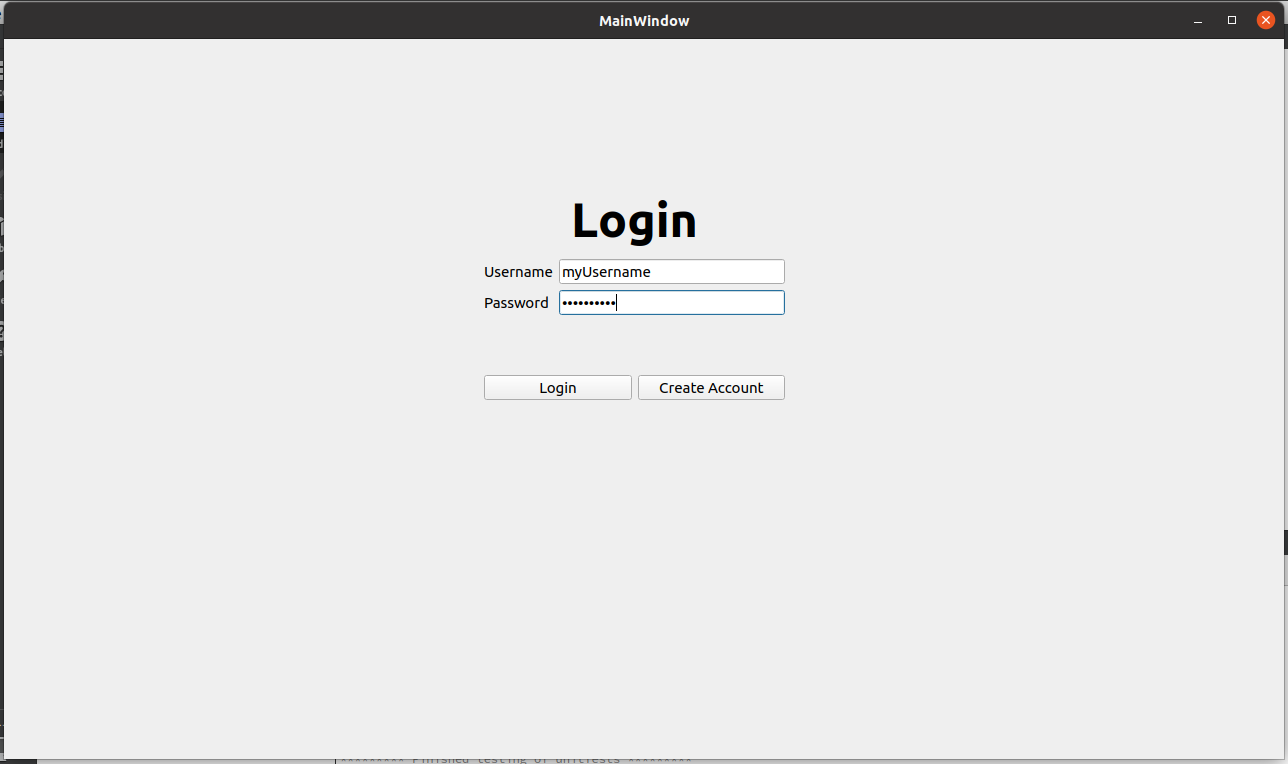 MainWindow
Login
Username myUsername
Password ••••••••••
Login Create Account
********* Finished testing of unittests *********